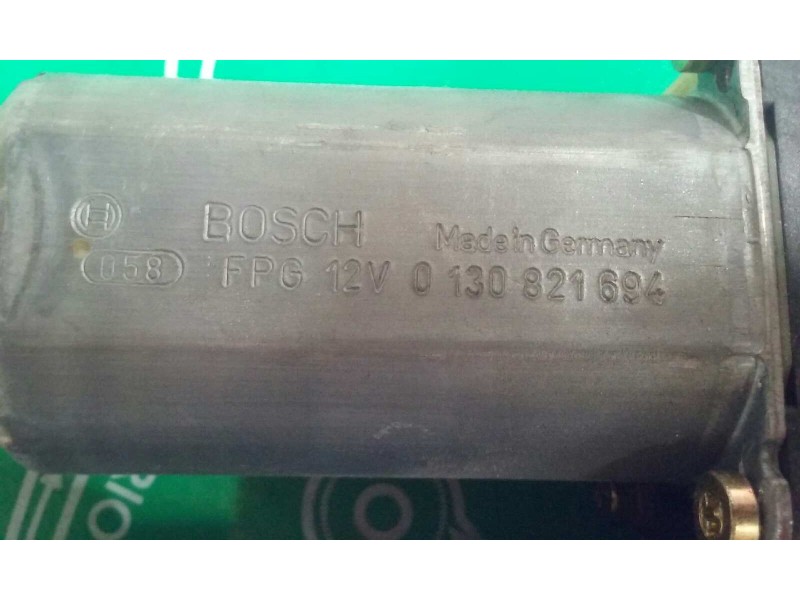 BOSCH Made in Germany
058 FPG 12V 0 130 821 694